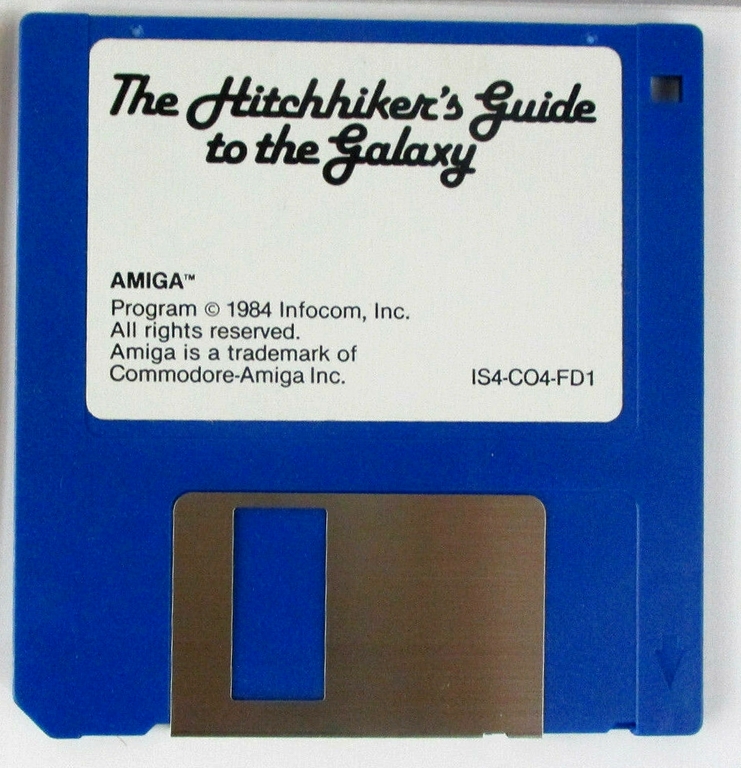 The Hitchhiker's Guide
to the Galaxy
AMIGA™
Program © 1984 Infocom, Inc.
All rights reserved.
Amiga is a trademark of
Commodore-Amiga Inc.
IS4-CO4-FD1